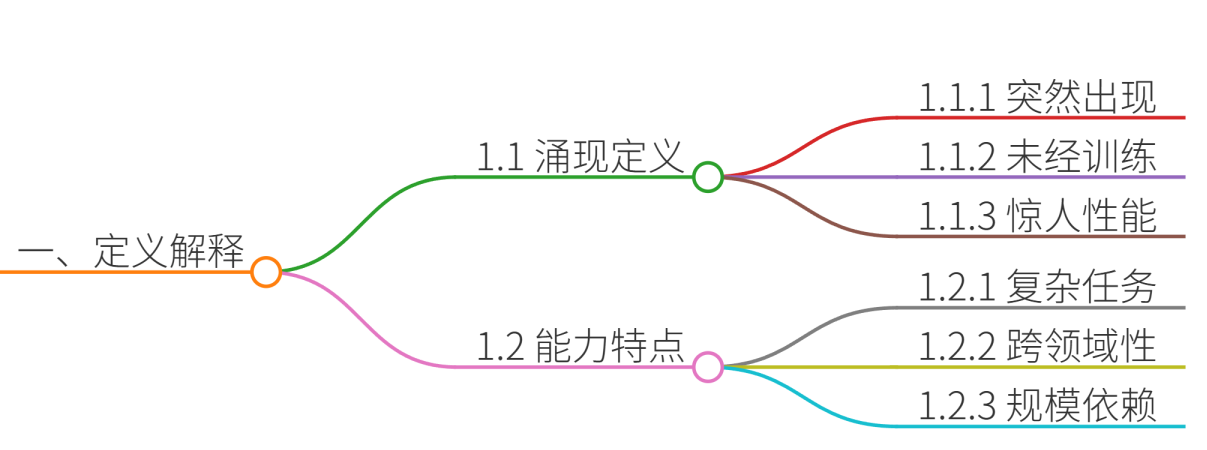 一、定义解释
1.1 涌现定义
1.1.1 突然出现
1.1.2 未经训练
1.1.3 惊人性能
1.2 能力特点
1.2.1 复杂任务
1.2.2 跨领域性
1.2.3 规模依赖